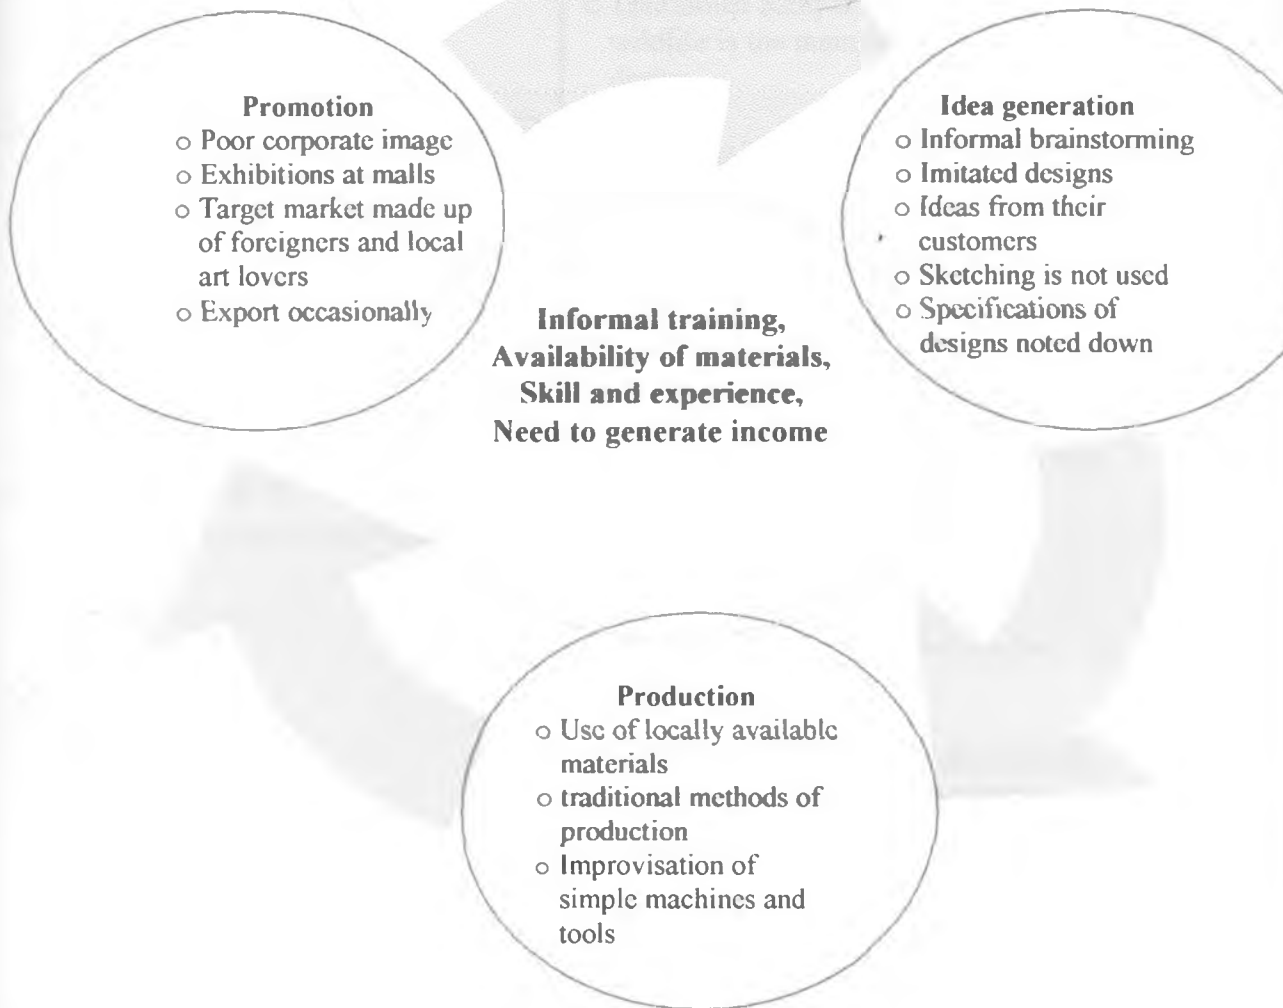 Promotion
o Poor corporate image
o Exhibitions at malls
o Target market made up
of foreigners and local
art lovers
o Export occasionally
Idea generation
o Informal brainstorming
o Imitated designs
o Ideas from their
customers
o Sketching is not used
o Specifications of
designs noted down
Informal training,
Availability of materials,
Skill and experience,
Need to generate income
Production
o Use of locally available
materials
o traditional methods of
production
o Improvisation of
simple machines and
tools